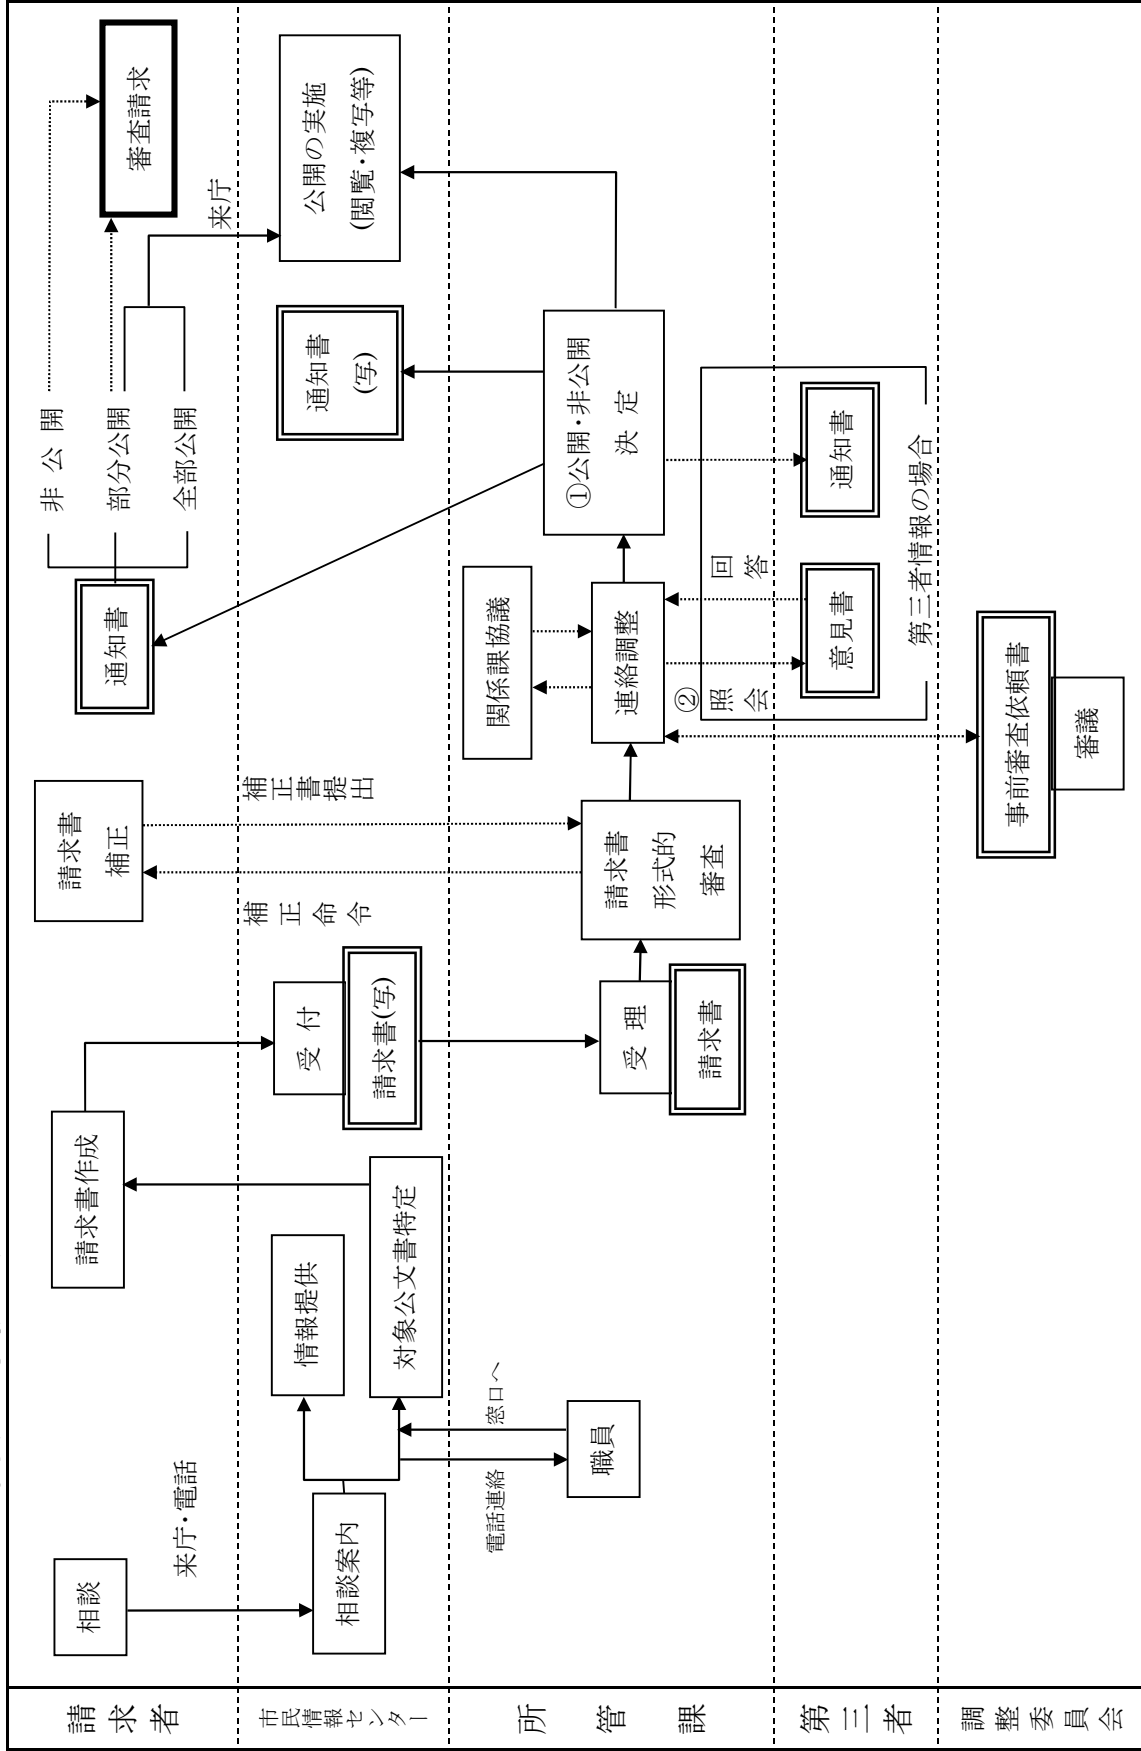 請求者
市民情報センター
所管課
第三者
調整委員会
相談
来庁・電話
相談案内
電話連絡
窓口へ
職員
情報提供
対象公文書特定
請求書作成
受付
請求書(写)
受理
請求書
請求書
補正
補正命令
補正書提出
請求書
形式的
審査
関係課協議
連絡調整
②照会
回答
意見書
通知書
第三者情報の場合
事前審査依頼書
審議
①公開・非公開
決定
通知書
非公開
部分公開
全部公開
通知書
(写)
来庁
公開の実施
(閲覧・複写等)
審査請求